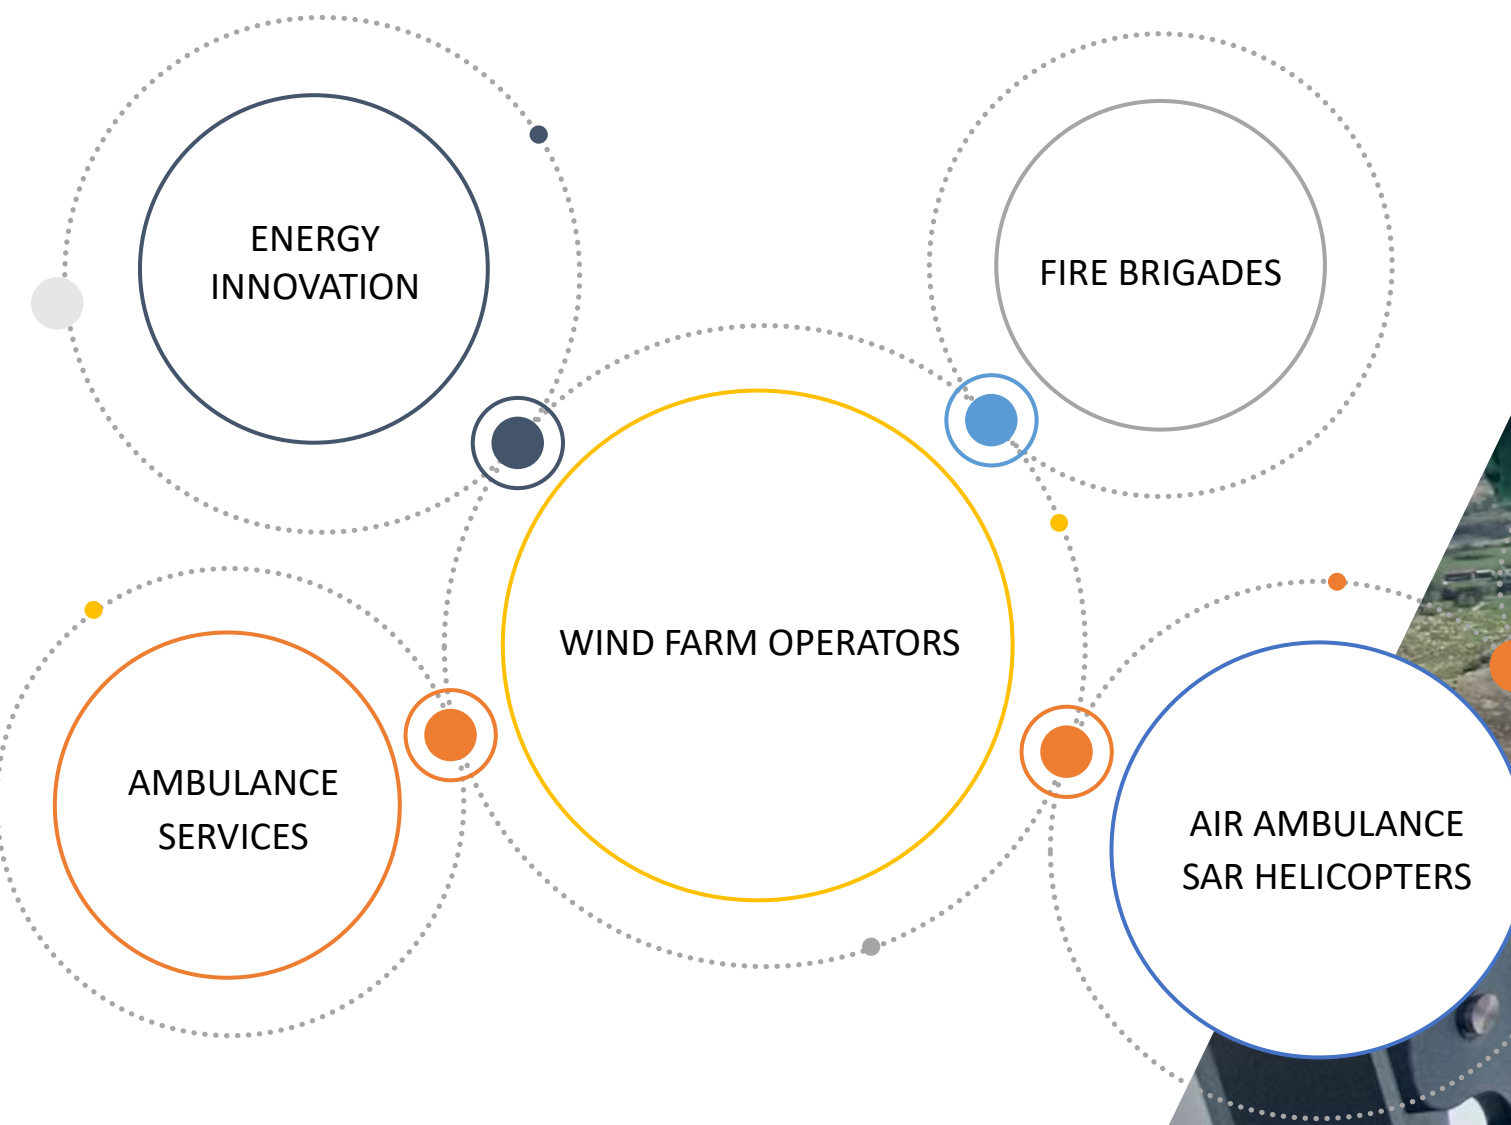 ENERGY
INNOVATION
FIRE BRIGADES
WIND FARM OPERATORS
AMBULANCE
SERVICES
AIR AMBULANCE
SAR HELICOPTERS